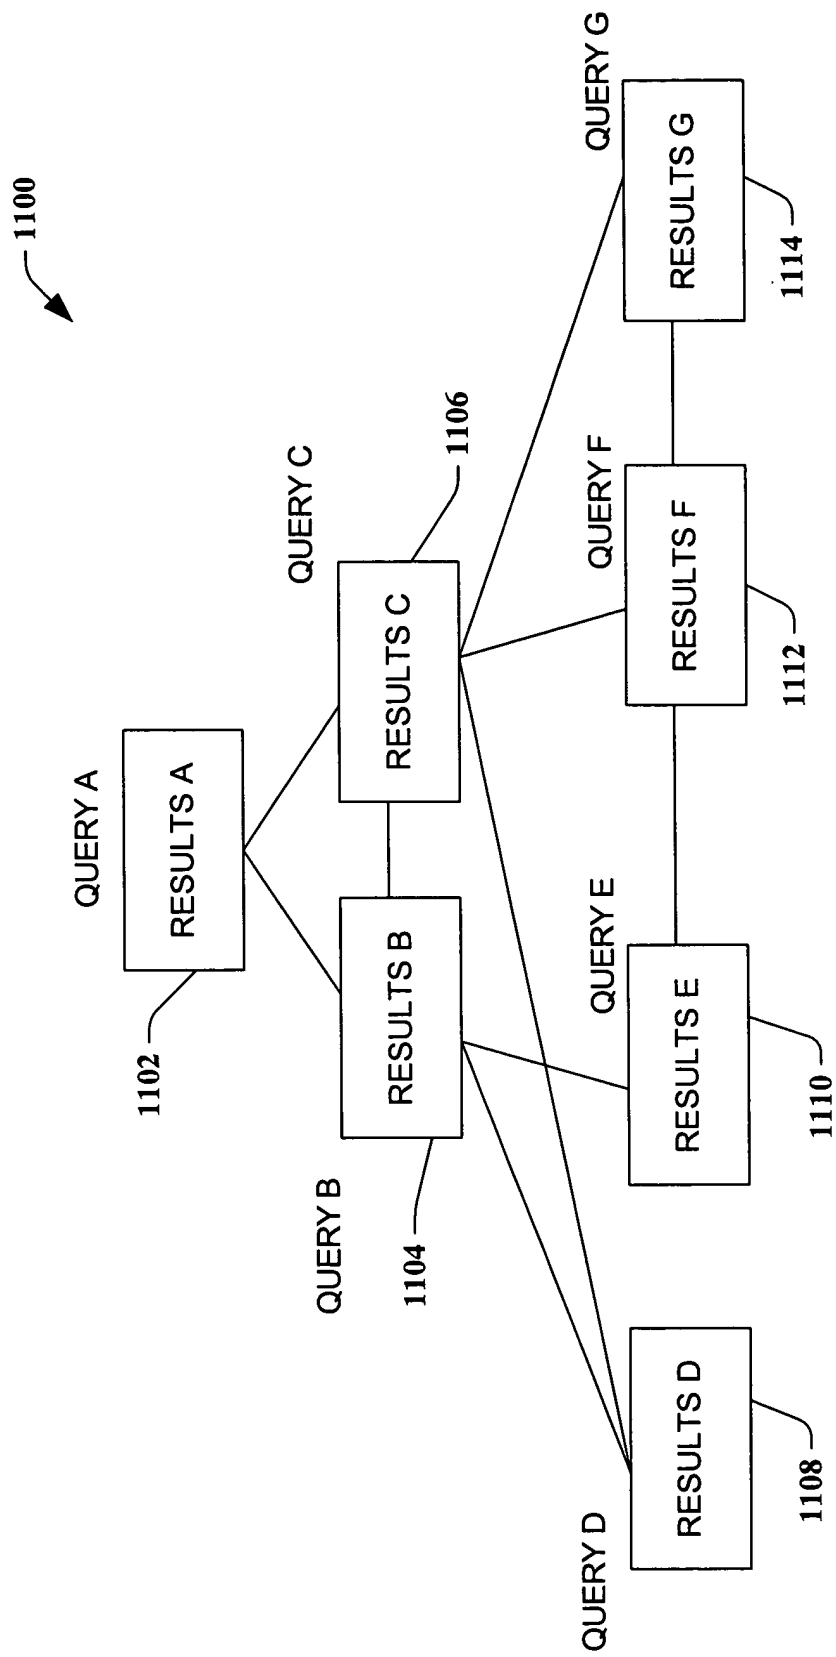 1100
QUERY A
RESULTS A
1102
QUERY B
RESULTS B
1104
QUERY C
RESULTS C
1106
QUERY D
RESULTS D
1108
QUERY E
RESULTS E
1110
QUERY F
RESULTS F
1112
QUERY G
RESULTS G
1114